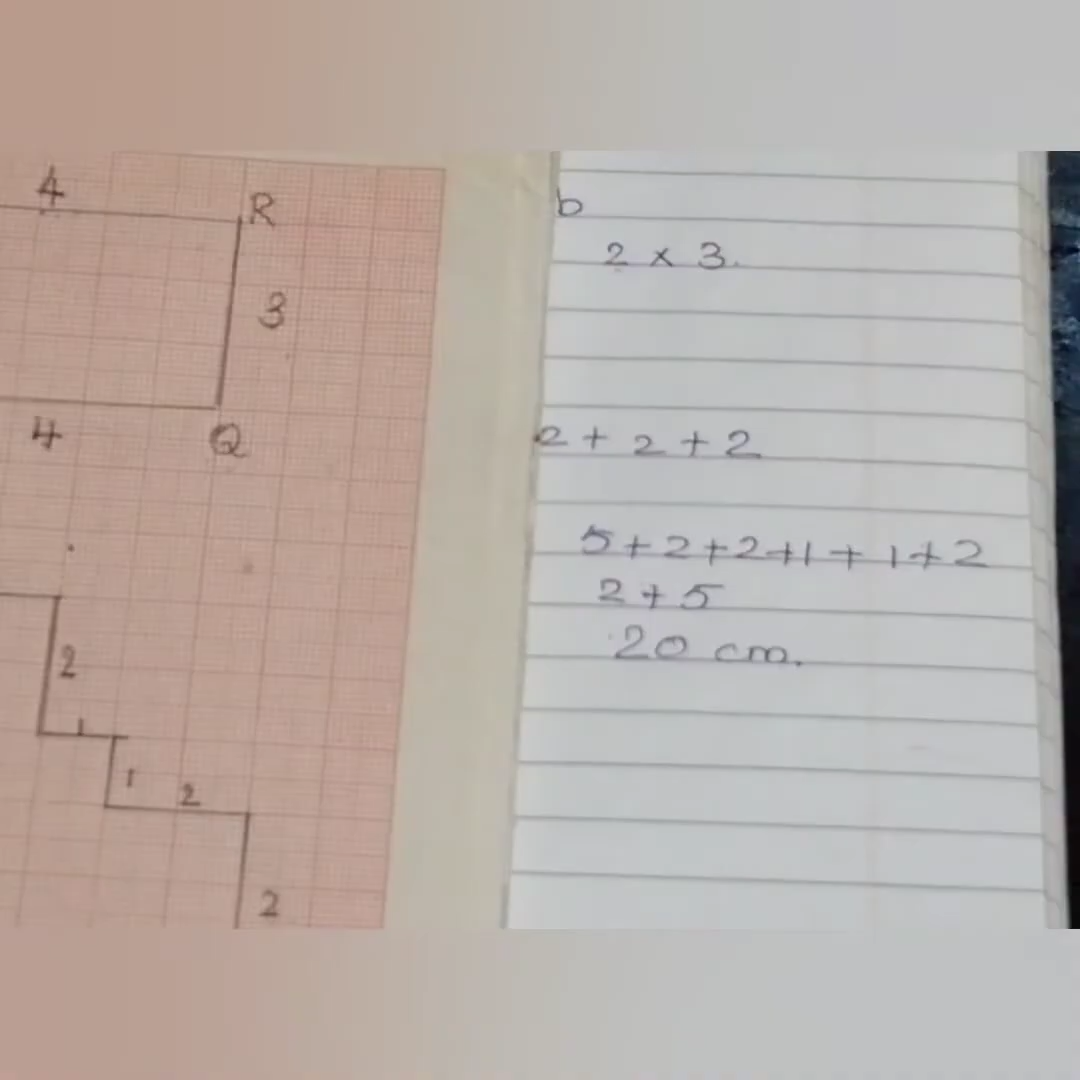 4
R
3
4
Q
2
1
1
2
2
b
2 x 3.
2 + 2 + 2
5 + 2 + 2 + 1 + 1 + 2
2 + 5
20 cm.